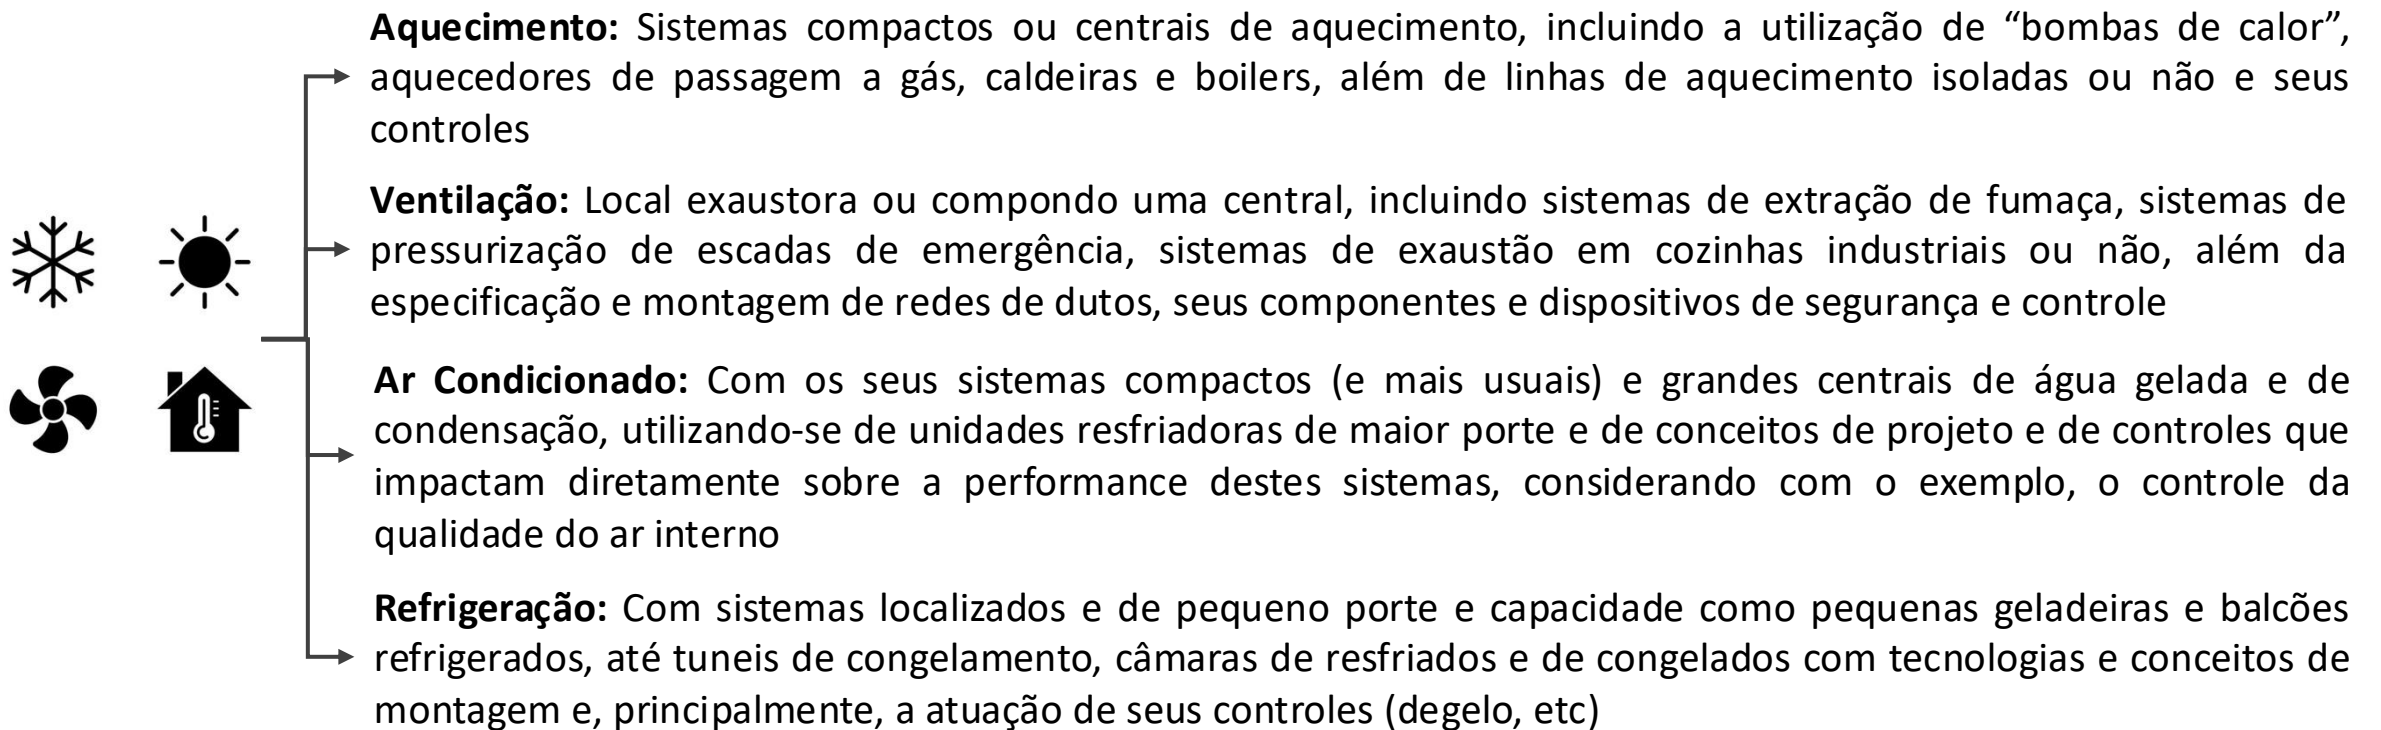 Aquecimento: Sistemas compactos ou centrais de aquecimento, incluindo a utilização de “bombas de calor”,
aquecedores de passagem a gás, caldeiras e boilers, além de linhas de aquecimento isoladas ou não e seus
controles
Ventilação: Local exaustora ou compondo uma central, incluindo sistemas de extração de fumaça, sistemas de
pressurização de escadas de emergência, sistemas de exaustão em cozinhas industriais ou não, além da
especificação e montagem de redes de dutos, seus componentes e dispositivos de segurança e controle
Ar Condicionado: Com os seus sistemas compactos (e mais usuais) e grandes centrais de água gelada e de
condensação, utilizando-se de unidades resfriadoras de maior porte e de conceitos de projeto e de controles que
impactam diretamente sobre a performance destes sistemas, considerando com o exemplo, o controle da
qualidade do ar interno
Refrigeração: Com sistemas localizados e de pequeno porte e capacidade como pequenas geladeiras e balcões
refrigerados, até tuneis de congelamento, câmaras de resfriados e de congelados com tecnologias e conceitos de
montagem e, principalmente, a atuação de seus controles (degelo, etc)